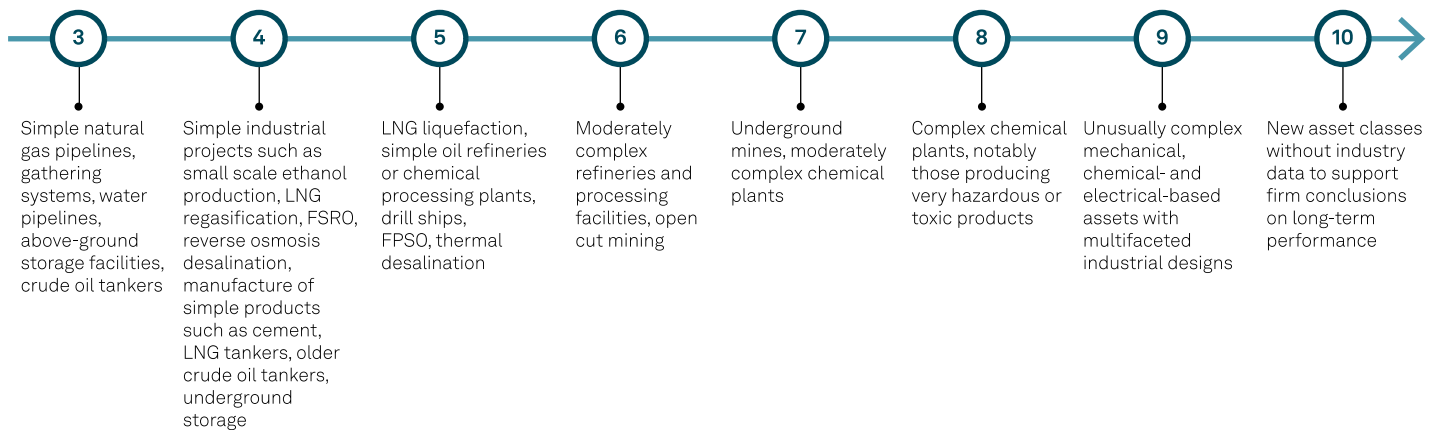 3
4
5
6
7
8
9
10
Simple natural
gas pipelines,
gathering
systems, water
pipelines,
above-ground
storage facilities,
crude oil tankers
Simple industrial
projects such as
small scale ethanol
production, LNG
regasification, FSRO,
reverse osmosis
desalination,
manufacture of
simple products
such as cement,
LNG tankers, older
crude oil tankers,
underground
storage
LNG liquefaction,
simple oil refineries
or chemical
processing plants,
drill ships,
FPSO, thermal
desalination
Moderately
complex
refineries and
processing
facilities, open
cut mining
Underground
mines, moderately
complex chemical
plants
Complex chemical
plants, notably
those producing
very hazardous or
toxic products
Unusually complex
mechanical,
chemical- and
electrical-based
assets with
multifaceted
industrial designs
New asset classes
without industry
data to support
firm conclusions
on long-term
performance